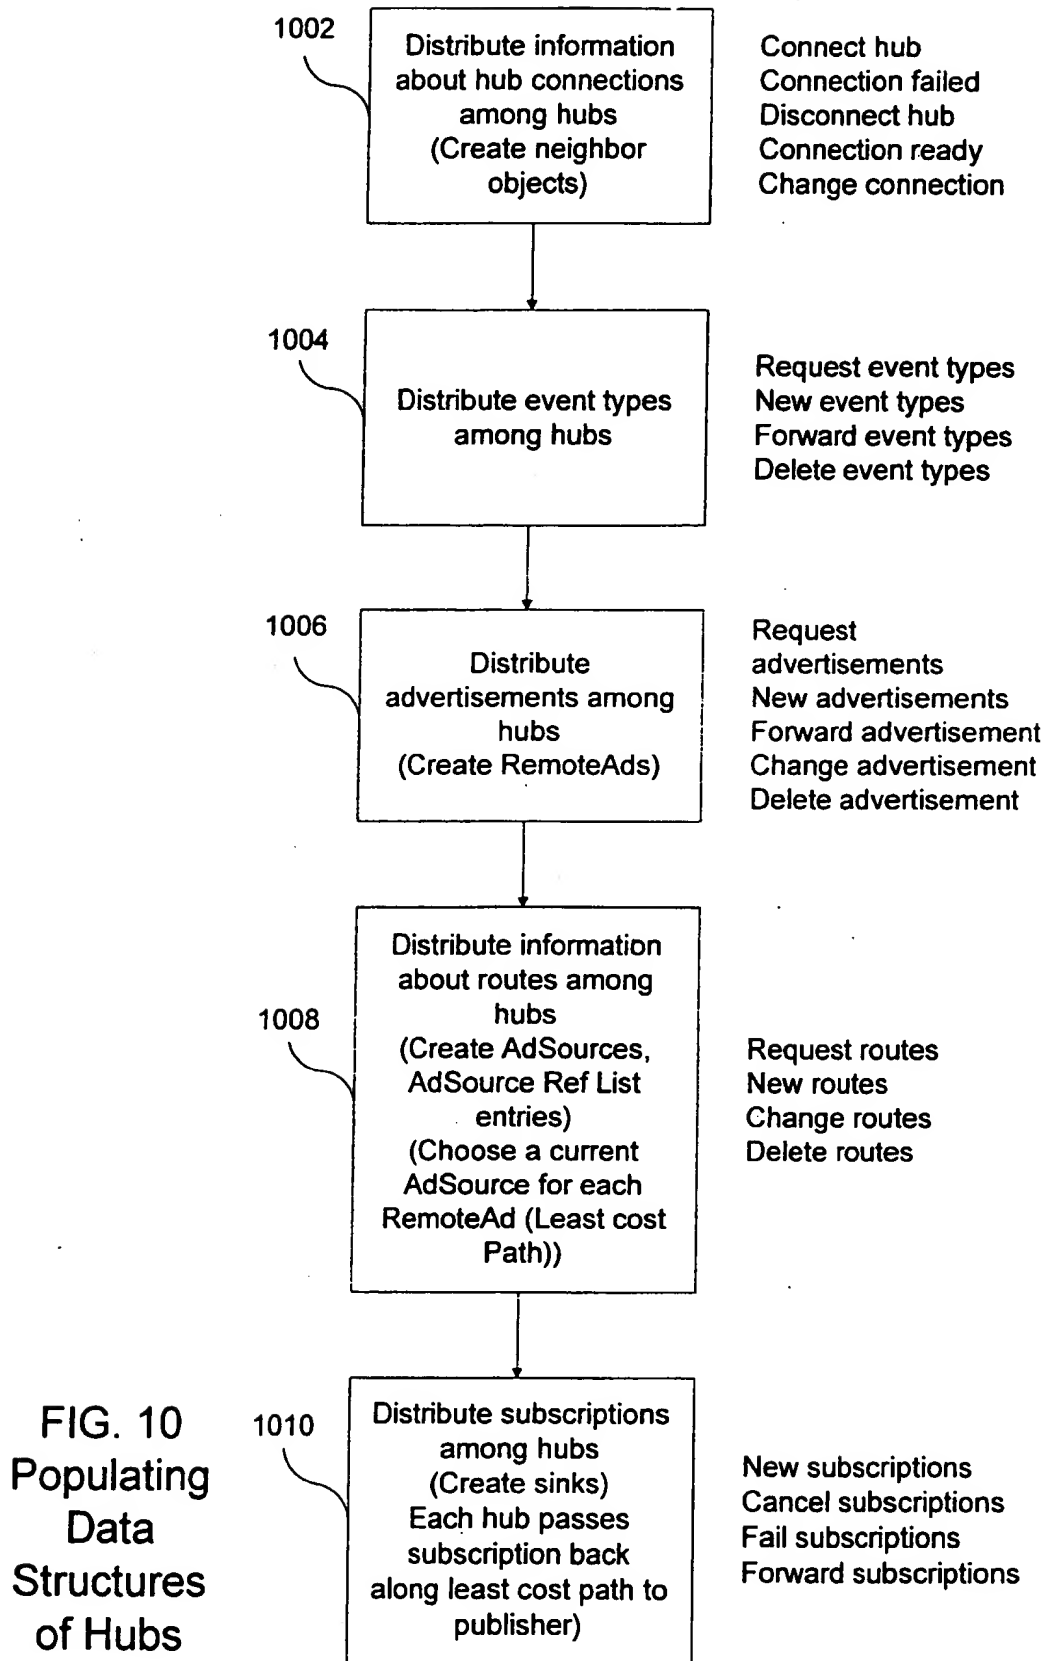 1002
Distribute information
about hub connections
among hubs
(Create neighbor
objects)
Connect hub
Connection failed
Disconnect hub
Connection ready
Change connection
1004
Distribute event types
among hubs
Request event types
New event types
Forward event types
Delete event types
1006
Distribute
advertisements among
hubs
(Create RemoteAds)
Request
advertisements
New advertisements
Forward advertisement
Change advertisement
Delete advertisement
1008
Distribute information
about routes among
hubs
(Create AdSources,
AdSource Ref List
entries)
(Choose a current
AdSource for each
RemoteAd (Least cost
Path))
Request routes
New routes
Change routes
Delete routes
1010
Distribute subscriptions
among hubs
(Create sinks)
Each hub passes
subscription back
along least cost path to
publisher)
New subscriptions
Cancel subscriptions
Fail subscriptions
Forward subscriptions
FIG. 10
Populating
Data
Structures
of Hubs